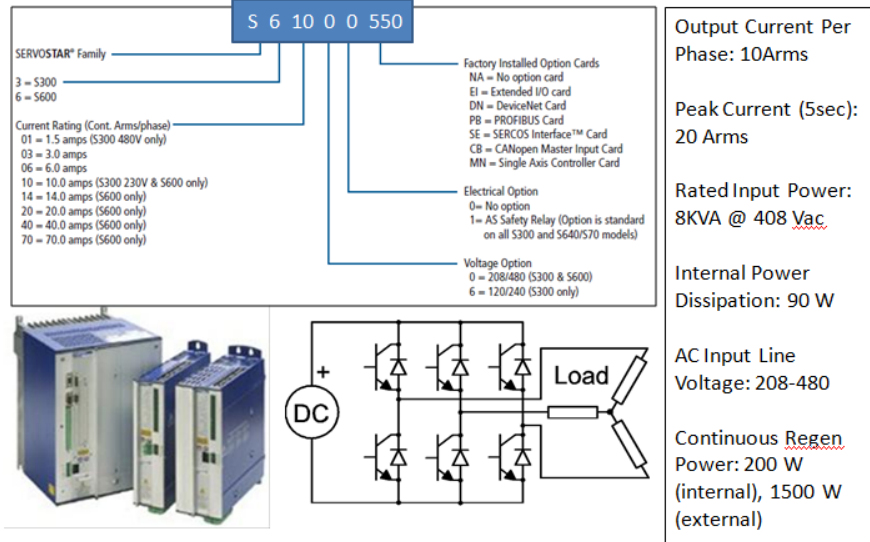 S 6 10 0 0 550
SERVOSTAR® Family
3 = S300
6 = S600
Current Rating (Cont. Arms/phase)
01 = 1.5 amps (S300 480V only)
03 = 3.0 amps
06 = 6.0 amps
10 = 10.0 amps (S300 230V & S600 only)
14 = 14.0 amps (S600 only)
20 = 20.0 amps (S600 only)
40 = 40.0 amps (S600 only)
70 = 70.0 amps (S600 only)
Factory Installed Option Cards
NA = No option card
EI = Extended I/O card
DN = DeviceNet Card
PB = PROFIBUS Card
SE = SERCOS Interface™ Card
CB = CANopen Master Input Card
MN = Single Axis Controller Card
Electrical Option
0= No option
1= AS Safety Relay (Option is standard
on all S300 and S640/S70 models)
Voltage Option
0 = 208/480 (S300 & S600)
6 = 120/240 (S300 only)
Output Current Per
Phase: 10Arms
Peak Current (5sec):
20 Arms
Rated Input Power:
8KVA @ 408 Vac
Internal Power
Dissipation: 90 W
AC Input Line
Voltage: 208-480
Continuous Regen
Power: 200 W
(internal), 1500 W
(external)
+
DC
Load